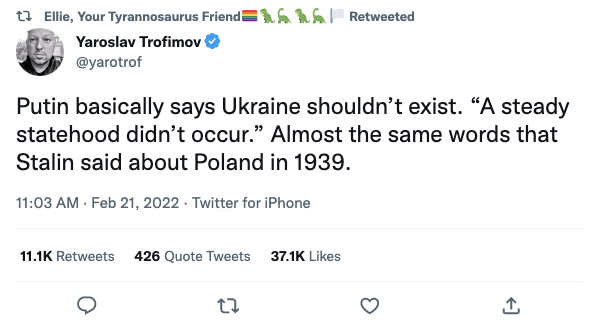 Ellie, Your Tyrannosaurus Friend🏳️‍🌈🦖🦕🦖🦕🏳️ Retweeted
Yaroslav Trofimov
@yarotrof
Putin basically says Ukraine shouldn’t exist. “A steady
statehood didn’t occur.” Almost the same words that
Stalin said about Poland in 1939.
11:03 AM · Feb 21, 2022 · Twitter for iPhone
11.1K Retweets 426 Quote Tweets 37.1K Likes